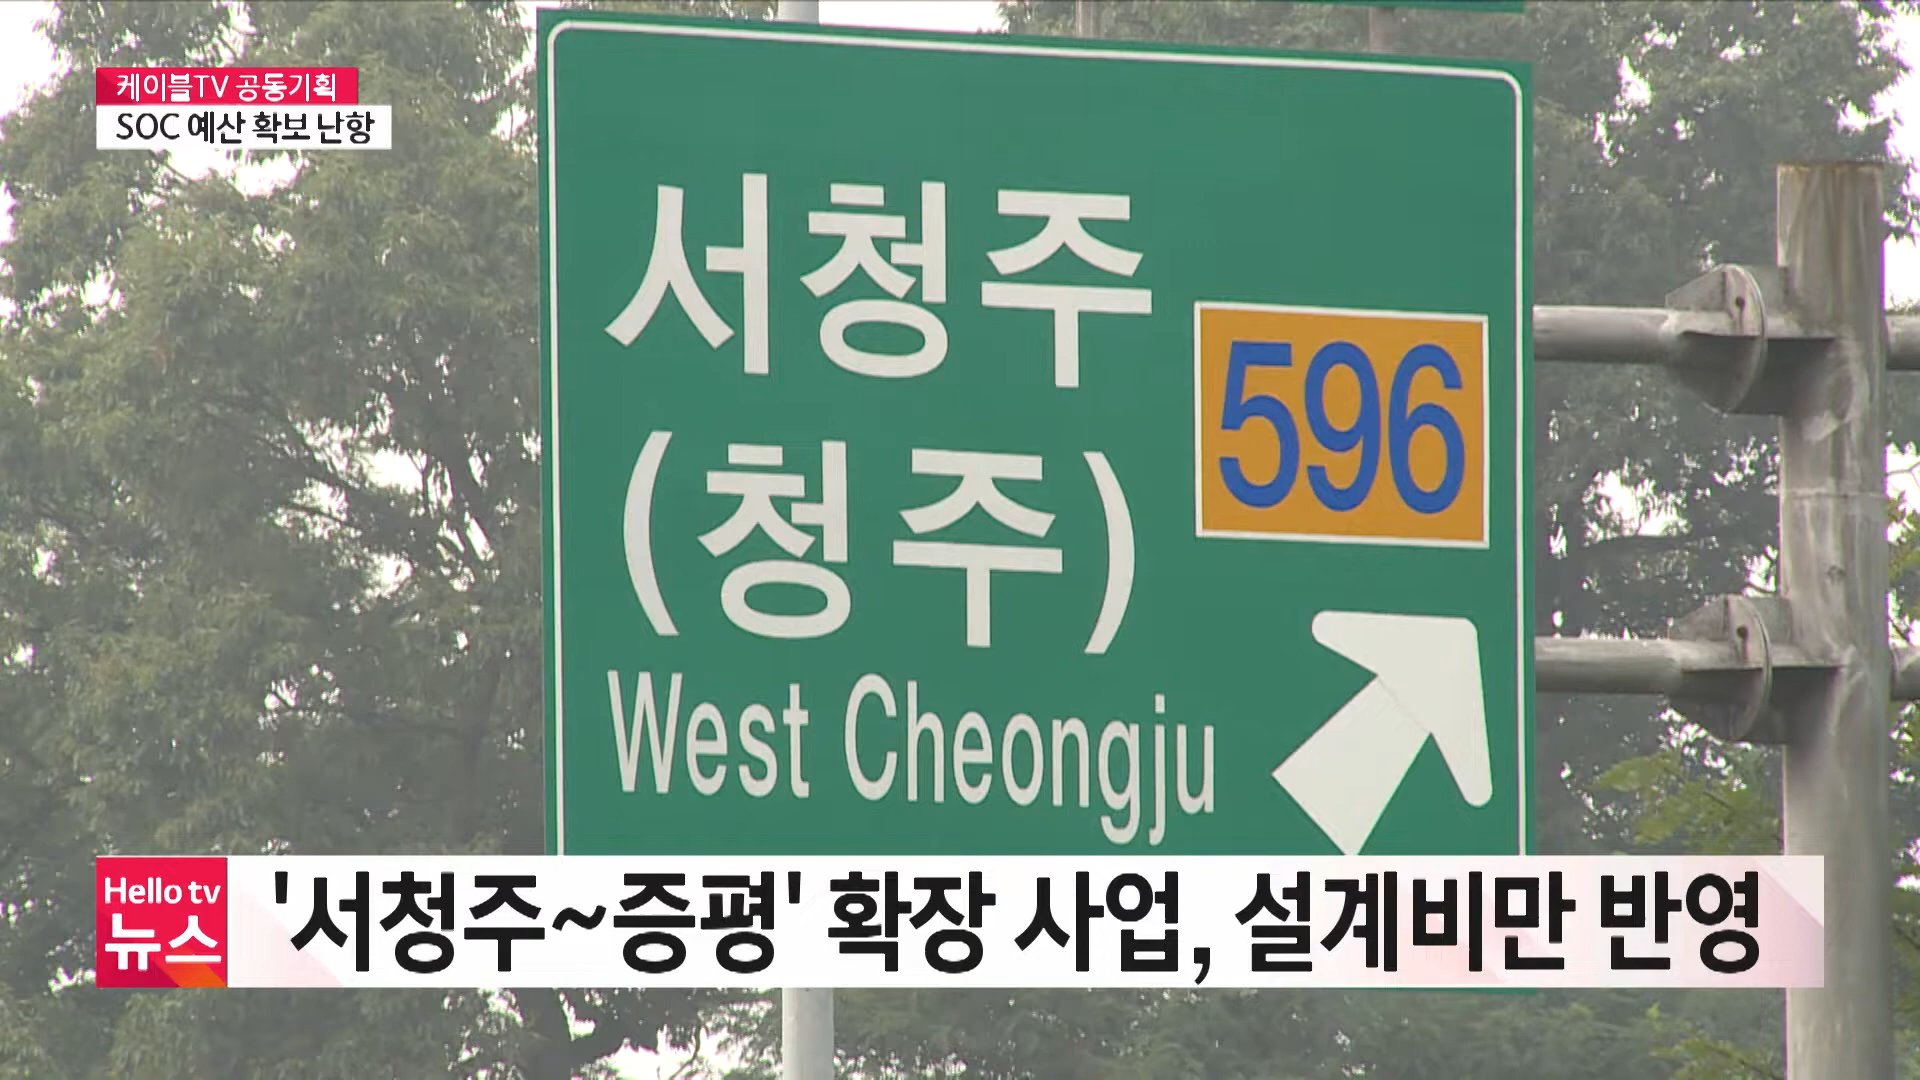 케이블TV 공동기획
SOC 예산 확보 난항
서청주
596
(청주)
West Cheongju
Hello tv
뉴스
'서청주~증평' 확장 사업, 설계비만 반영